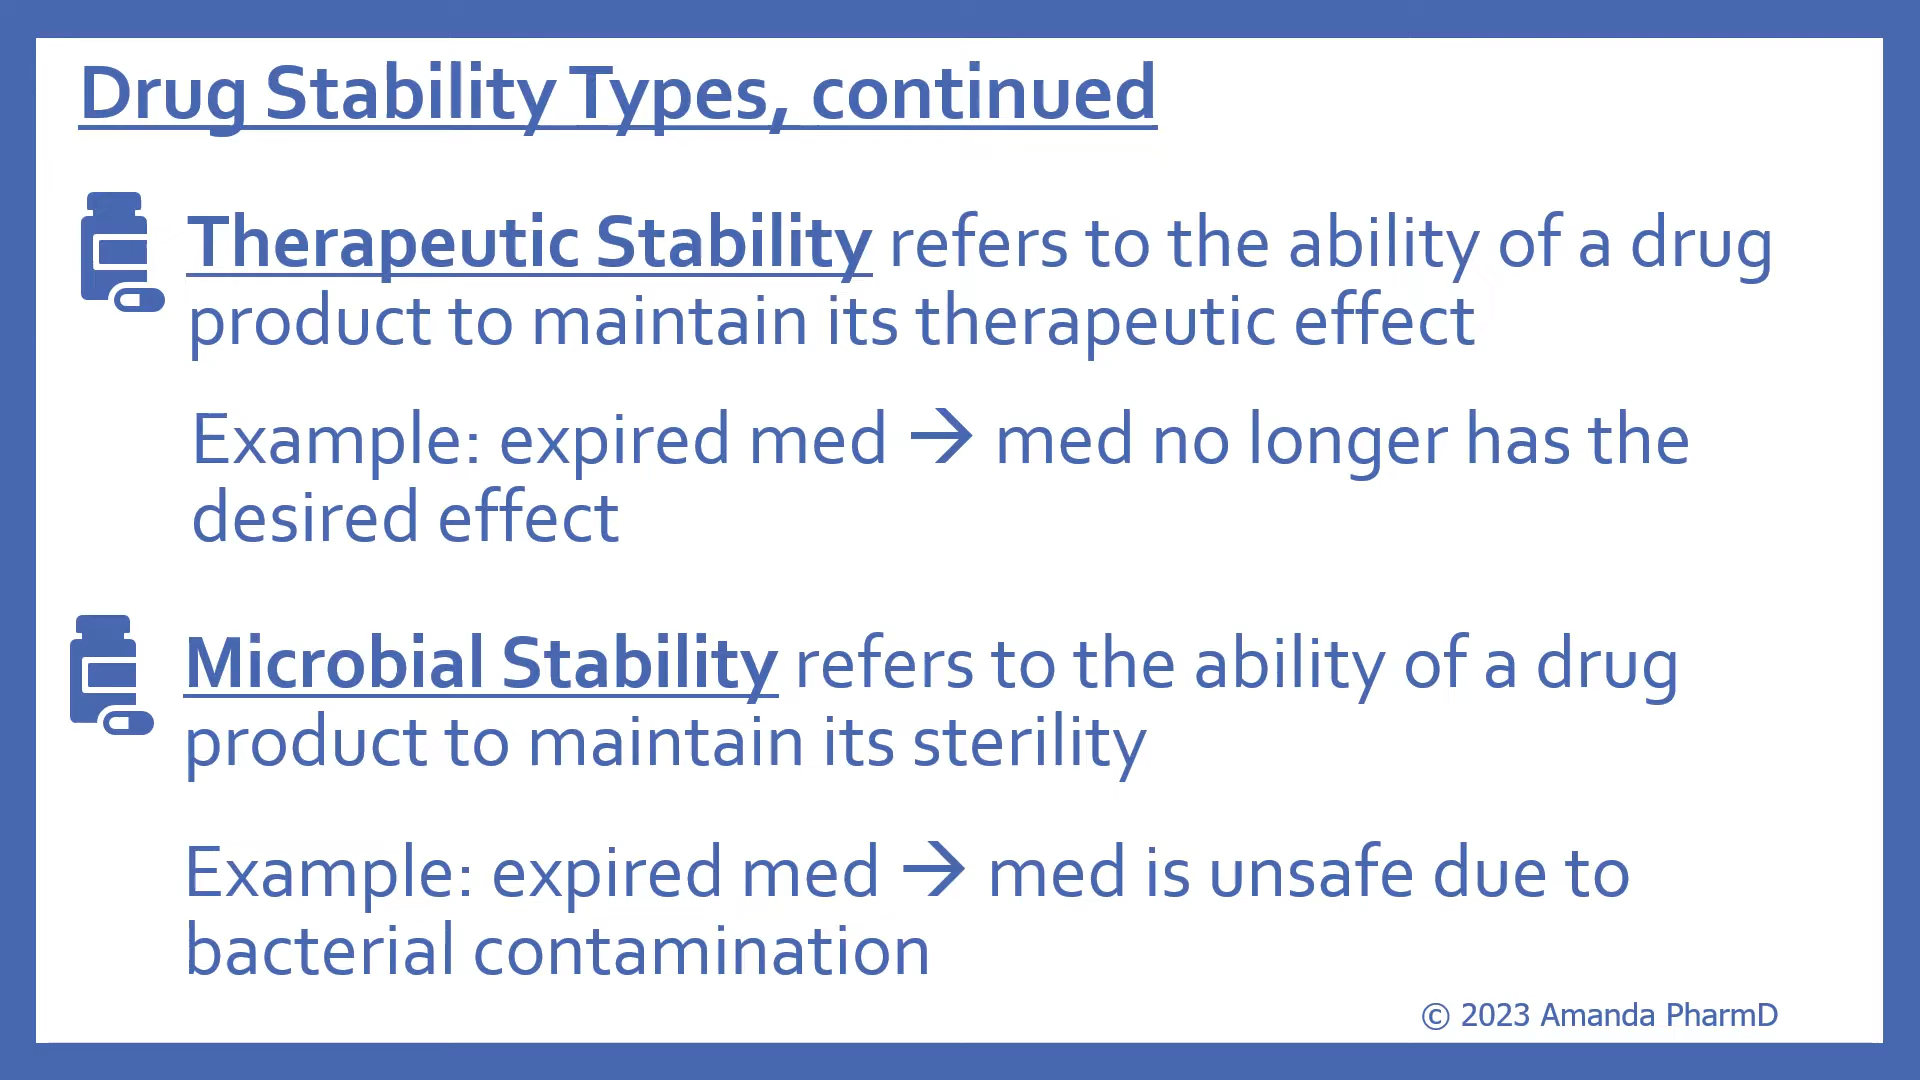 Drug Stability Types, continued
Therapeutic Stability refers to the ability of a drug
product to maintain its therapeutic effect
Example: expired med → med no longer has the
desired effect
Microbial Stability refers to the ability of a drug
product to maintain its sterility
Example: expired med → med is unsafe due to
bacterial contamination
© 2023 Amanda PharmD